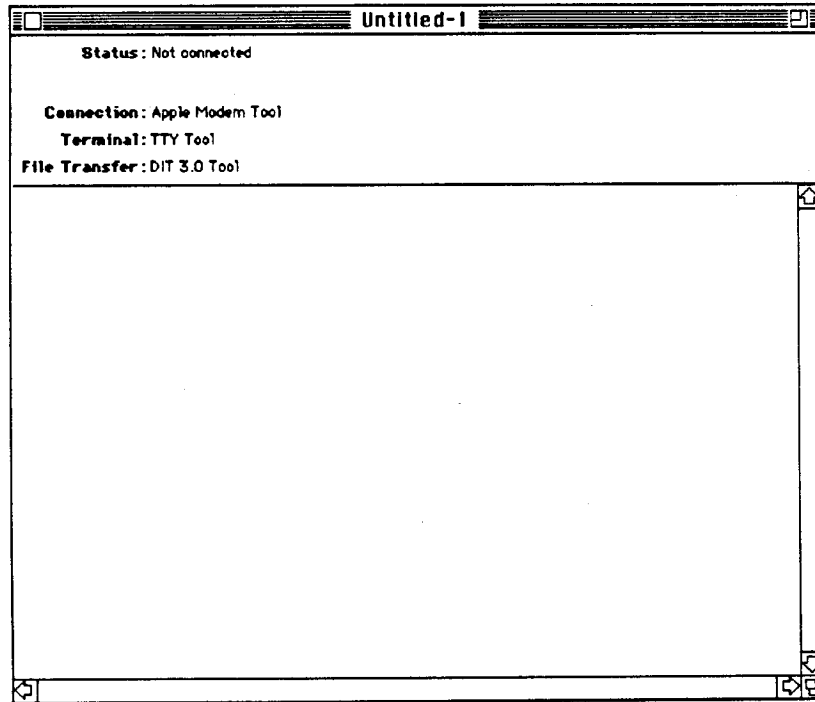 Untitled-1
Status: Not connected
Connection: Apple Modem Tool
Terminal: TTY Tool
File Transfer: DIT 3.0 Tool